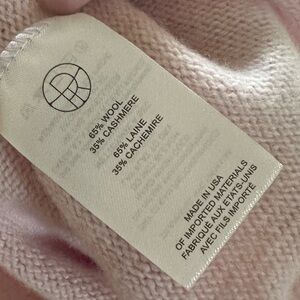 65% WOOL
35% CASHMERE
65% LAINE
35% CACHEMIRE
MADE IN USA
OF IMPORTED MATERIALS
FABRIQUÉ AUX ÉTATS-UNIS
AVEC FILS IMPORTÉ